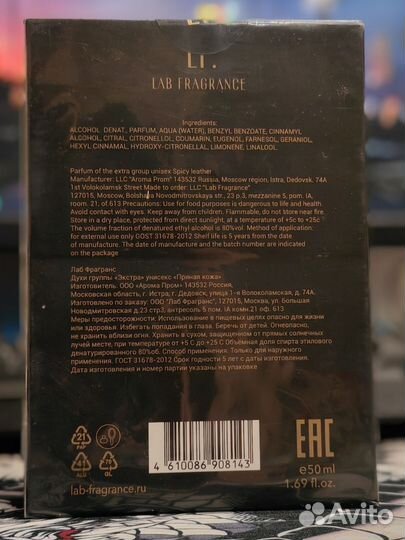 LF.
LAB FRAGRANCE
Ingredients:
ALCOHOL DENAT., PARFUM, AQUA (WATER), BENZYL BENZOATE, CINNAMYL
ALCOHOL, CITRAL, CITRONELLOL, COUMARIN, EUGENOL, FARNESOL, GERANIOL,
HEXYL CINNAMAL, HYDROXY-CITRONELLAL, LIMONENE, LINALOOL.
Parfum of the extra group unisex Spicy leather
Manufacturer: LLC "Aroma Prom" 143532 Russia, Moscow region, Istra, Dedovsk, 74A
1st Volokolamsk Street.Made to order: LLC "Lab Fragrance"
127015, Moscow, Bolshaya Novodmitrovskaya str., 23 p.3, mezzanine 5, pom. IA,
room. 21, of.613 Precautions: Use for food purposes is dangerous to life and health
Avoid contact with eyes. Keep away from children. Flammable, do not store near fire.
Store in a dry place, protected from direct sunlight, at a temperature of +5с to +25с
The volume fraction of denatured ethyl alcohol is 80%vol. Method of application:
for external use only GOST 31678-2012 Shelf life is 5 years from the date of
manufacture. The date of manufacture and the batch number are indicated
on the package
Лаб Фрагранс
Духи группы «Экстра» унисекс «Пряная кожа»
Изготовитель: ООО «Арома Пром» 143532 Россия,
Московская область, г. Истра, г. Дедовск, улица 1-я Волоколамская, д. 74А.
Изготовлено по заказу: ООО "Лаб Фрагранс", 127015, Москва, ул. Большая
Новодмитровская д.23 стр3, антресоль 5 пом. IA комн.21 оф. 613
Меры предосторожности: Использование в пищевых целях опасно для жизни
или здоровья. Избегать попадания в глаза. Беречь от детей. Огнеопасно,
не хранить вблизи огня. Хранить в сухом, защищенном от прямых солнечных
лучей месте, при температуре от +5 С до +25 С Объёмная доля спирта этилового
денатурированного 80%об. Способ применения: Только для наружного
применения. ГОСТ 31678-2012 Срок годности 5 лет с даты изготовления.
Дата изготовления и номер партии указаны на упаковке
21
PAP
41
ALU
70
GL
4 610086 908143
EAC
℮50ml
1.69 fl.oz.
lab-fragrance.ru
Avito